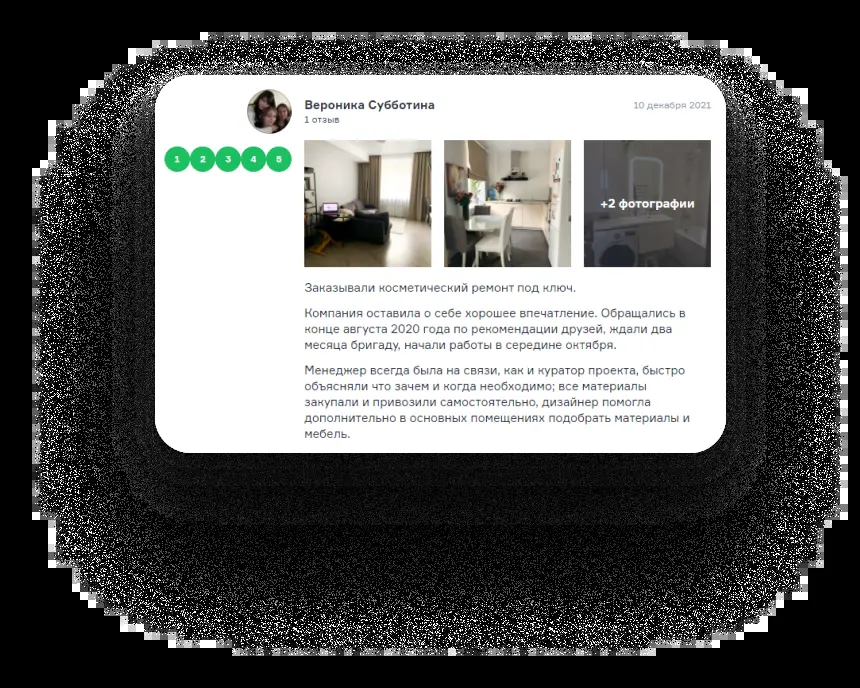 Вероника Субботина
10 декабря 2021
1 отзыв
1 2 3 4 5
+2 фотографии
Заказывали косметический ремонт под ключ.
Компания оставила о себе хорошее впечатление. Обращались в
конце августа 2020 года по рекомендации друзей, ждали два
месяца бригаду, начали работы в середине октября.
Менеджер всегда была на связи, как и куратор проекта, быстро
объясняли что зачем и когда необходимо; все материалы
закупали и привозили самостоятельно, дизайнер помогла
дополнительно в основных помещениях подобрать материалы и
мебель.